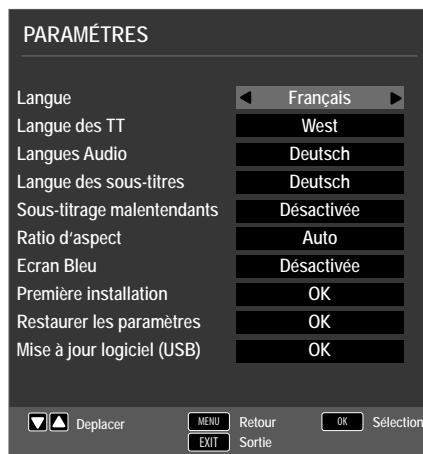 PARAMÉTRES
Langue Français
Langue des TT West
Langues Audio Deutsch
Langue des sous-titres Deutsch
Sous-titrage malentendants Désactivée
Ratio d'aspect Auto
Ecran Bleu Désactivée
Première installation OK
Restaurer les paramètres OK
Mise à jour logiciel (USB) OK
Deplacer MENU Retour OK Sélection
EXIT Sortie